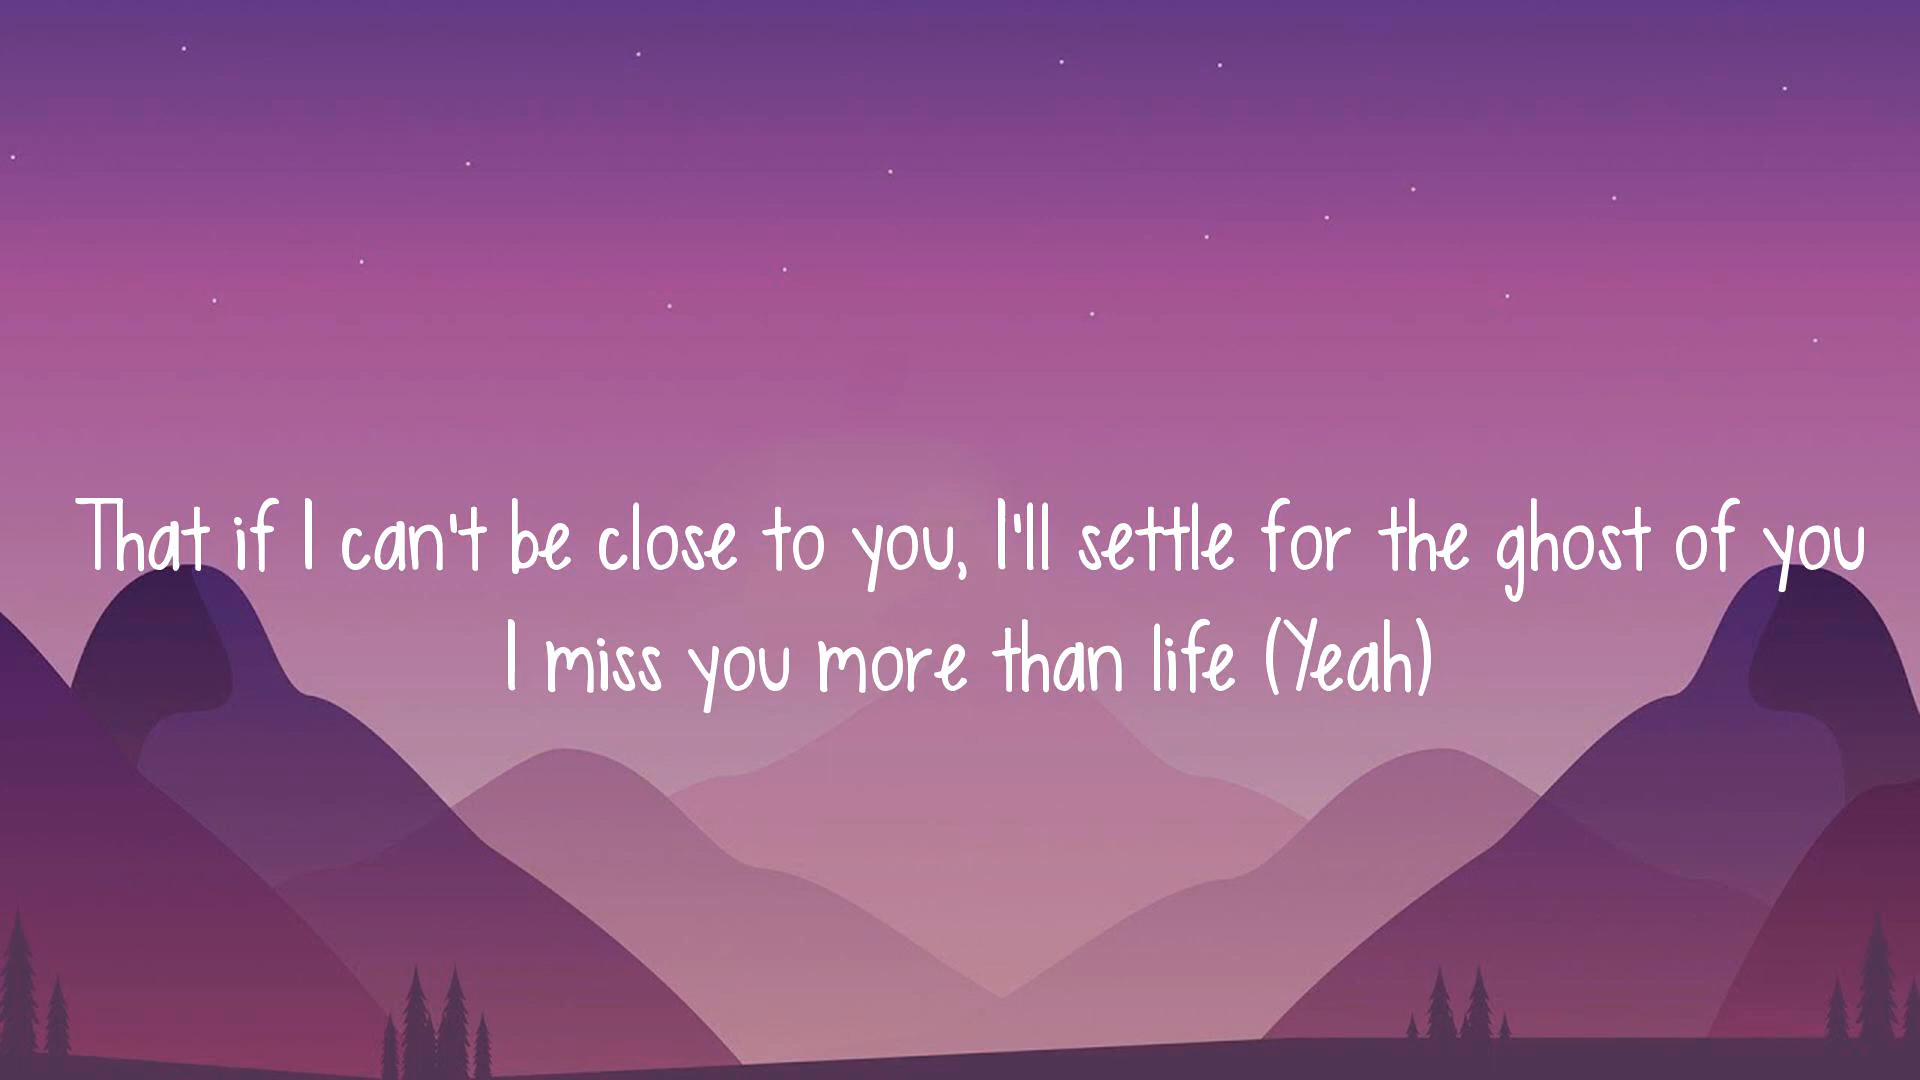 That if I can't be close to you, I'll settle for the ghost of you
I miss you more than life (Yeah)